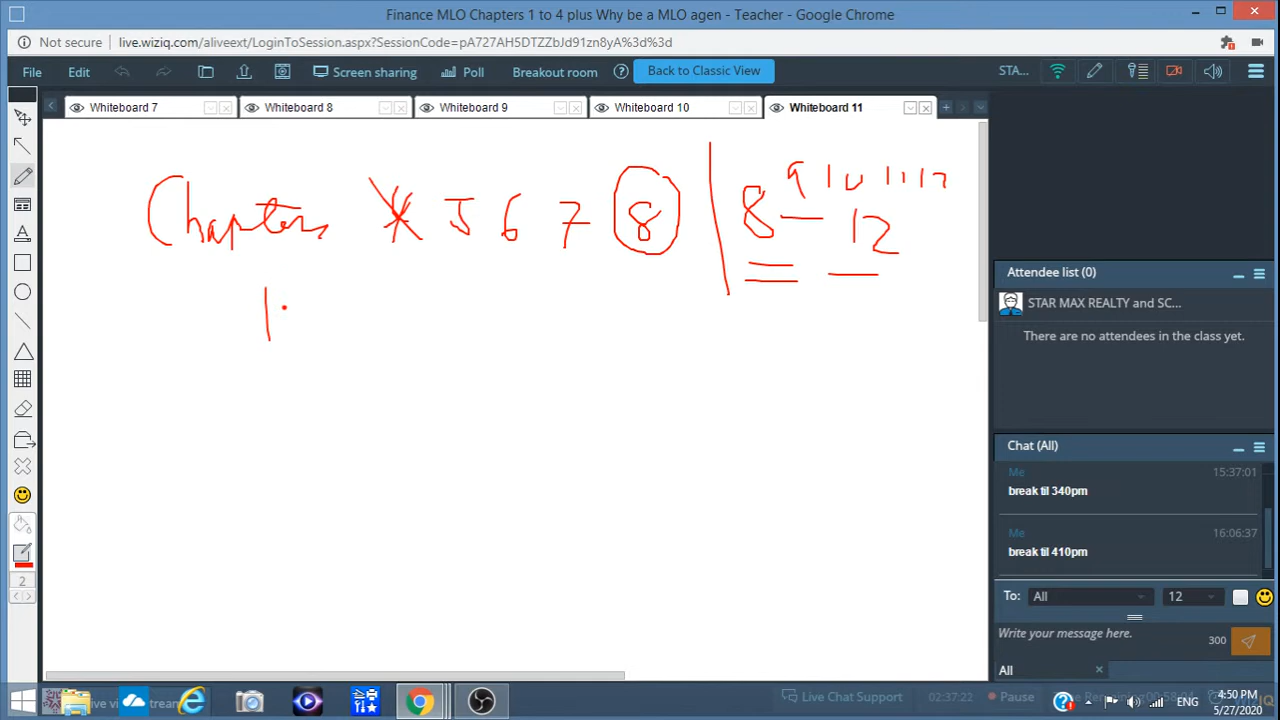 Finance MLO Chapters 1 to 4 plus Why be a MLO agen - Teacher - Google Chrome
Not secure | live.wiziq.com/aliveext/LoginToSession.aspx?SessionCode=pA727AH5DTZZbJd91zn8yA%3d%3d
File Edit Screen sharing Poll Breakout room Back to Classic View STA...
Whiteboard 7 Whiteboard 8 Whiteboard 9 Whiteboard 10 Whiteboard 11
9 10 11 12
Chapters 5 6 7 8 8 — 12
Attendee list (0)
STAR MAX REALTY and SC...
There are no attendees in the class yet.
Chat (All)
Me 15:37:01
break til 340pm
Me 16:06:37
break til 410pm
2
To: All 12
Write your message here. 300
All
Live Chat Support 02:37:22 Pause
ENG 4:50 PM
5/27/2020